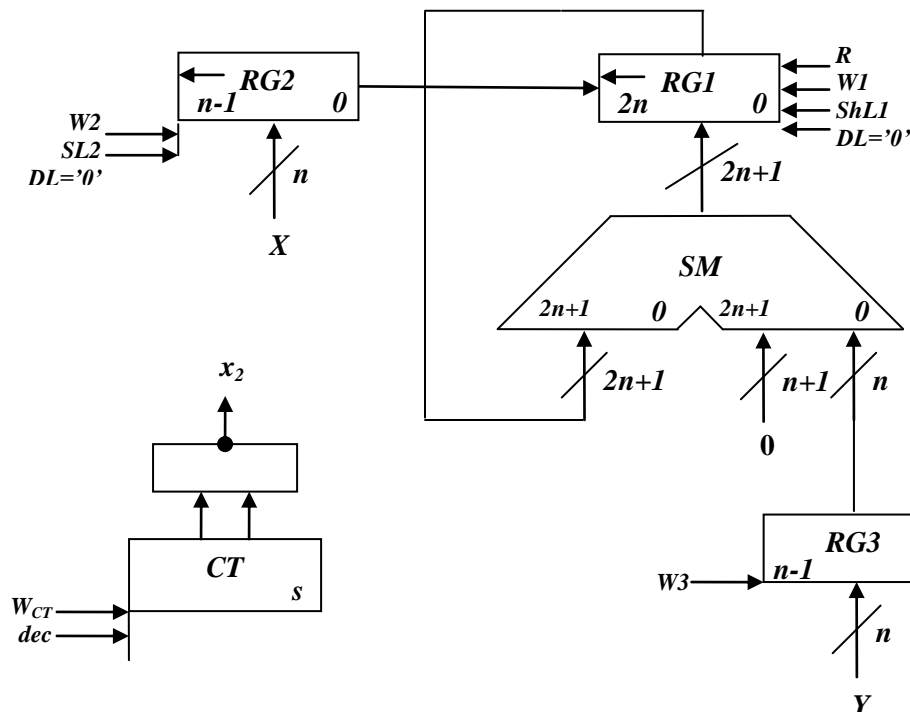 RG2
n-1 0
W2
SL2
DL='0'
n
X
RG1
2n 0
R
W1
ShL1
DL='0'
2n+1
SM
2n+1 0 2n+1 0
2n+1 n+1 n
0
x2
CT
s
WCT
dec
RG3
n-1
W3
n
Y